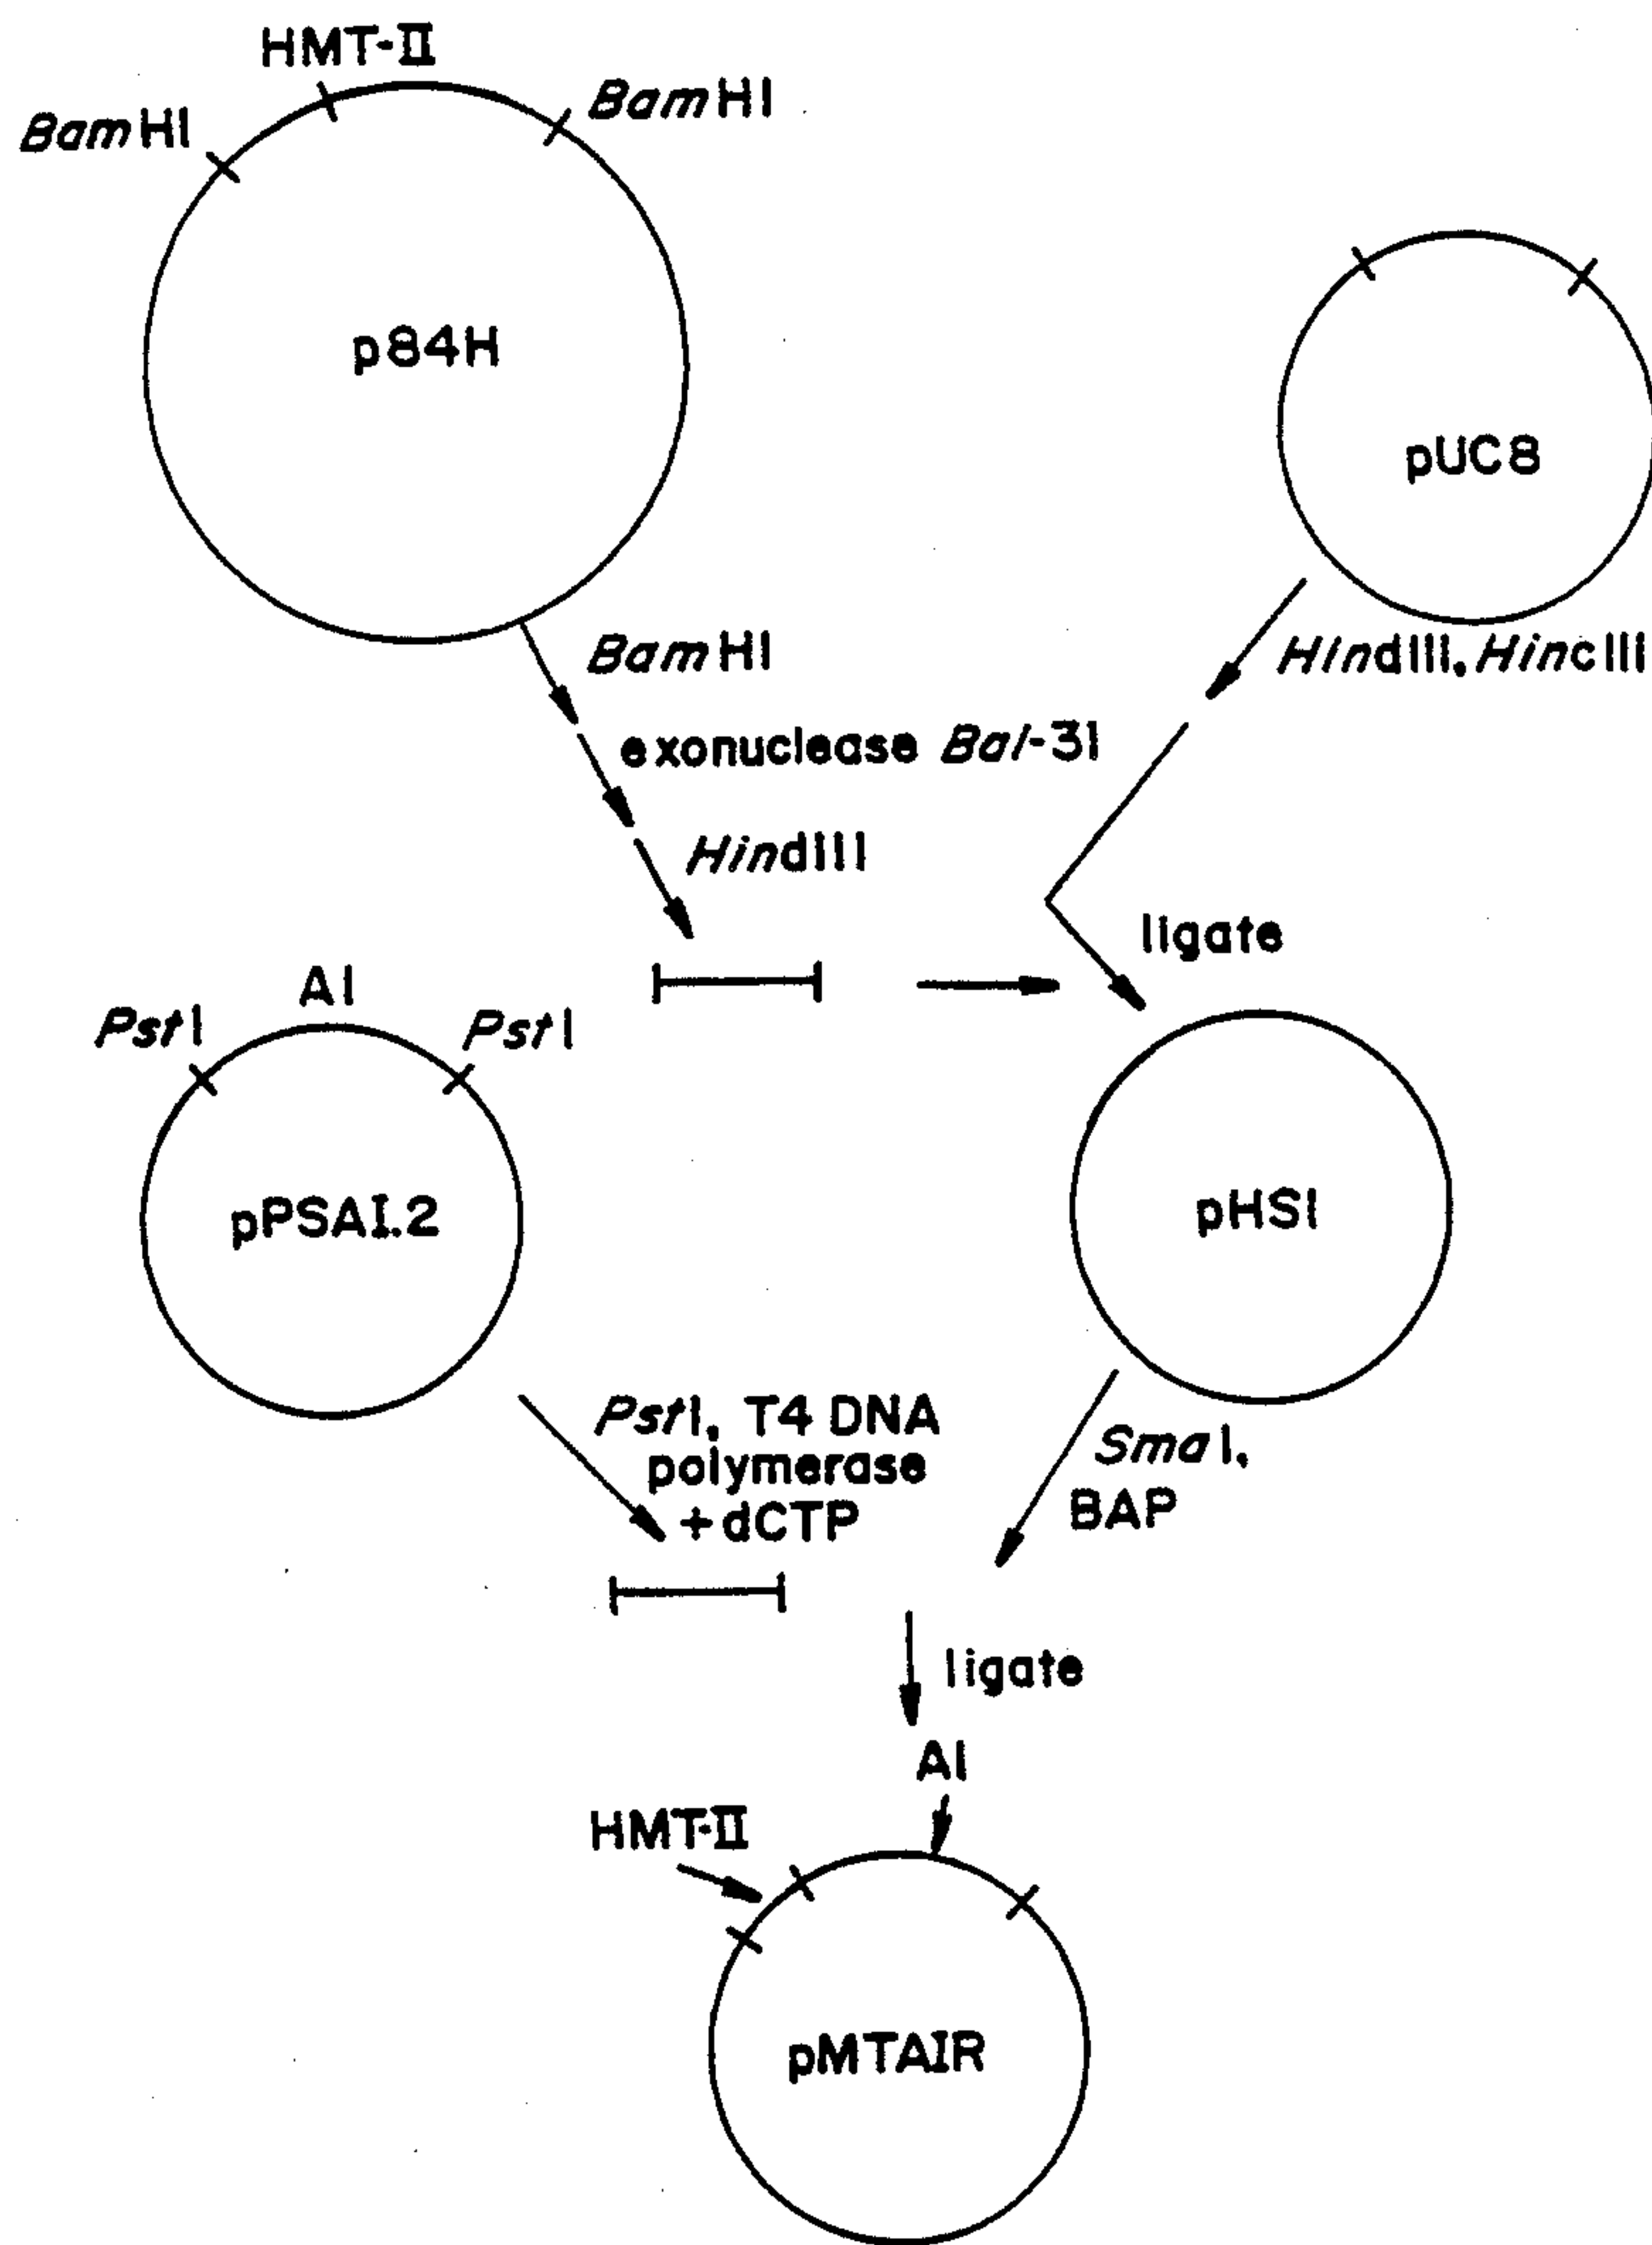 HMT-II
BamHI
BamHI
p84H
pUC8
BamHI
HindIII, HincIII
exonuclease Bal-31
HindIII
ligate
AI
PstI
PstI
pPSAI.2
pHSI
PstI, T4 DNA
polymerase
+dCTP
SmaI,
BAP
ligate
AI
HMT-II
pMTAIR